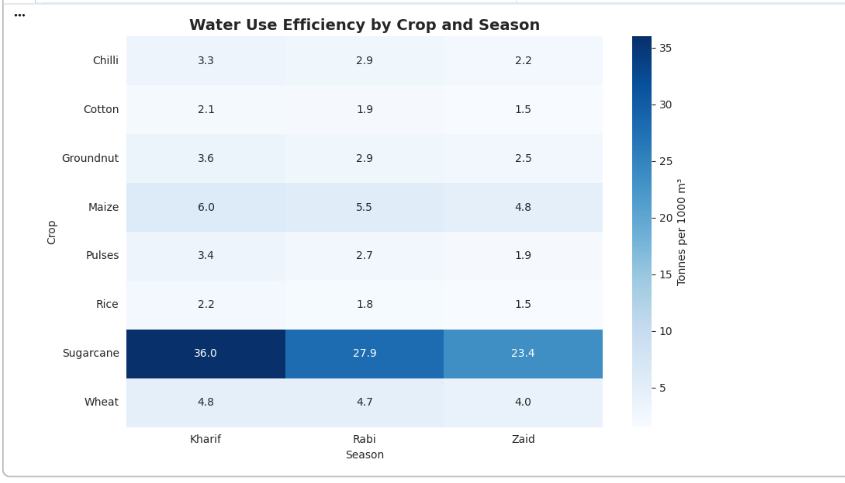 ...
Water Use Efficiency by Crop and Season
Chilli 3.3 2.9 2.2
Cotton 2.1 1.9 1.5
Groundnut 3.6 2.9 2.5
Maize 6.0 5.5 4.8
Pulses 3.4 2.7 1.9
Rice 2.2 1.8 1.5
Sugarcane 36.0 27.9 23.4
Wheat 4.8 4.7 4.0
Kharif Rabi Zaid
Season
Crop
35
30
25
20
15
10
5
Tonnes per 1000 m³